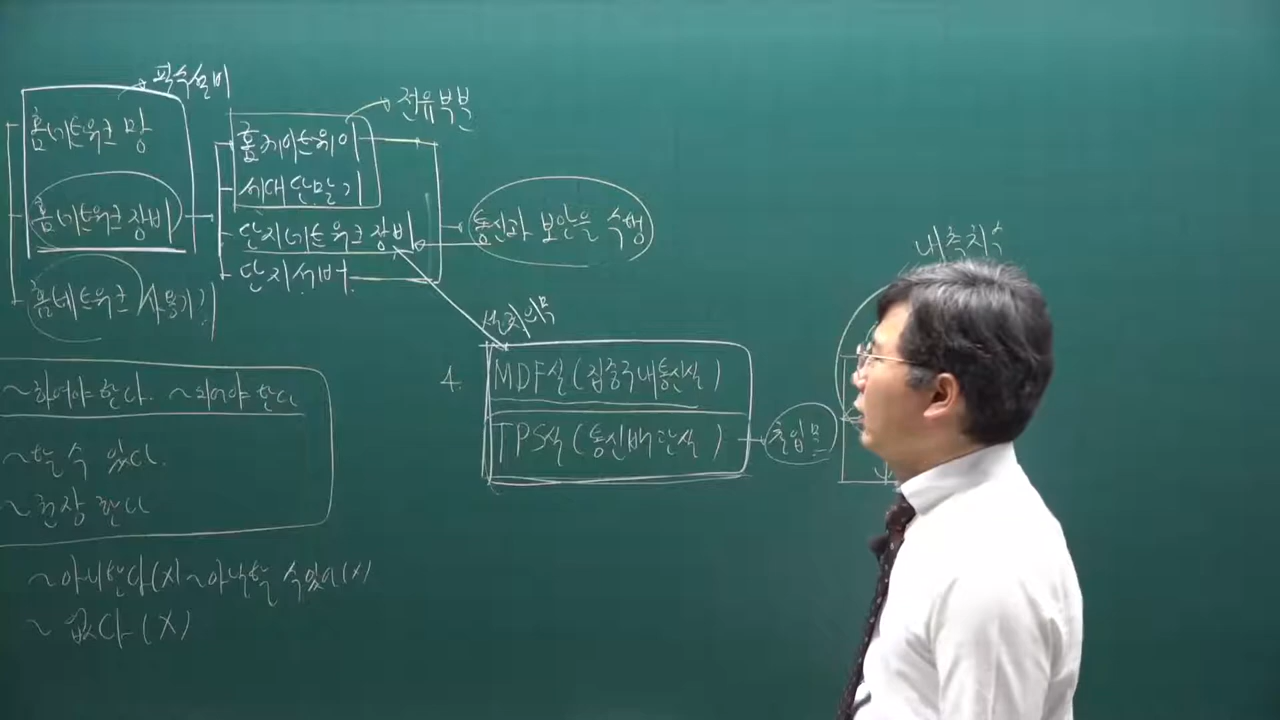 필수설비
홈네트워크 망
홈네트워크 장비
홈네트워크 사용기기
전유부분
홈게이트웨이
세대단말기
단지네트워크 장비
단지서버
통신과 보안을 수행
설치의무
4.
MDF실(집중구내통신실)
TPS실(통신배관실)
출입문
내측치수
~하여야 한다. ~되어야 한다
~할 수 있다.
~권장 한다
~아니한다(X) ~아니할 수 있다(X)
~ 없다 (X)